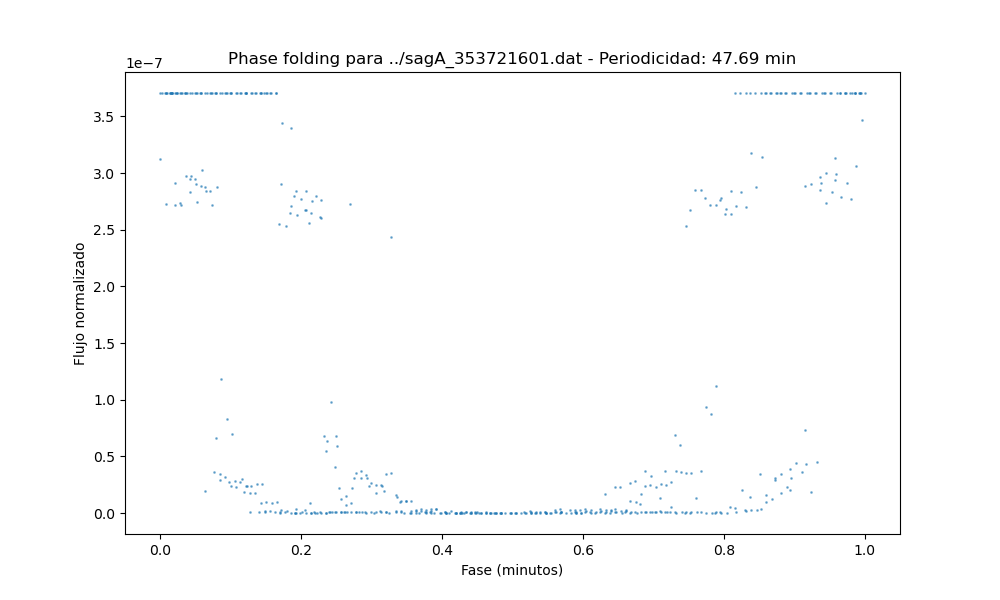 Phase folding para ../sagA_353721601.dat - Periodicidad: 47.69 min
1e−7
3.5
3.0
2.5
2.0
1.5
1.0
0.5
0.0
Flujo normalizado
0.0 0.2 0.4 0.6 0.8 1.0
Fase (minutos)